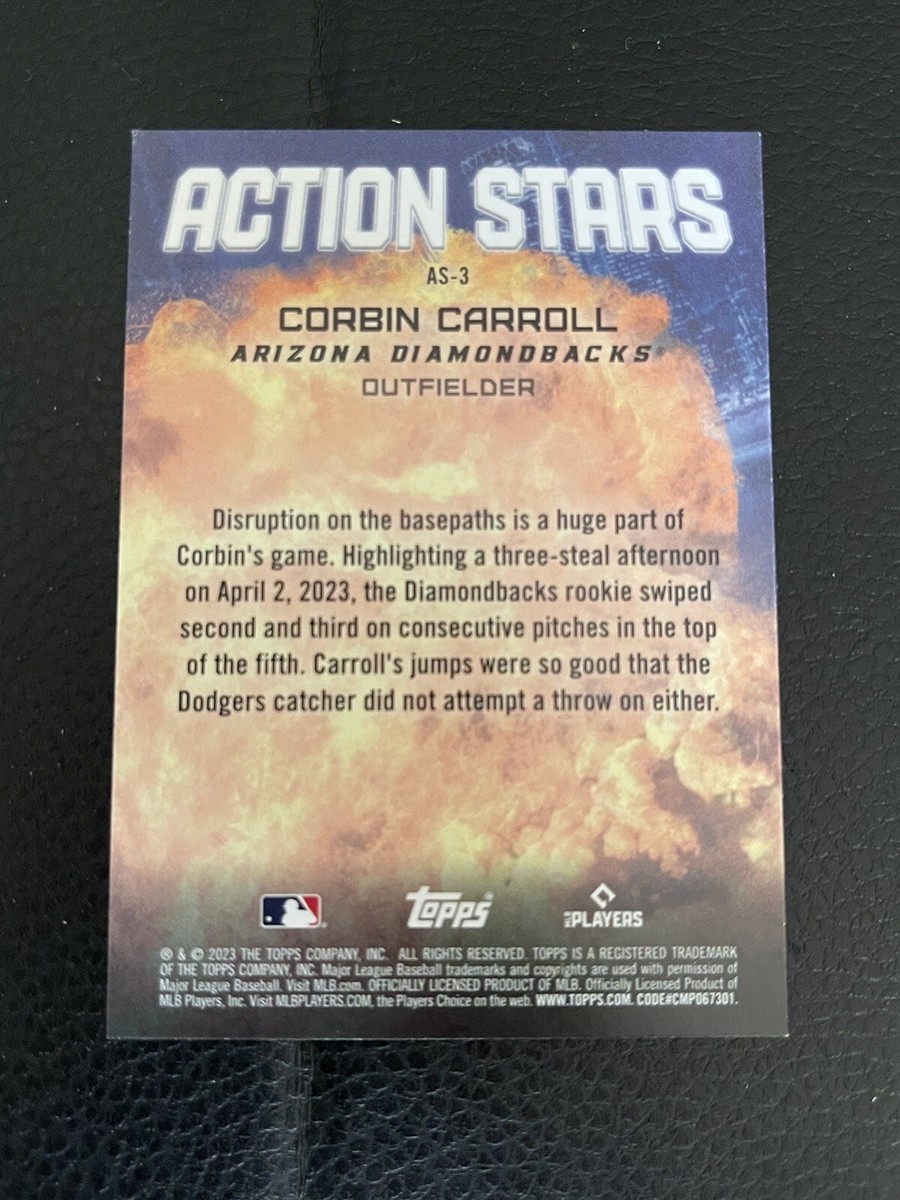 ACTION STARS
AS-3
CORBIN CARROLL
ARIZONA DIAMONDBACKS®
OUTFIELDER
Disruption on the basepaths is a huge part of
Corbin's game. Highlighting a three-steal afternoon
on April 2, 2023, the Diamondbacks rookie swiped
second and third on consecutive pitches in the top
of the fifth. Carroll's jumps were so good that the
Dodgers catcher did not attempt a throw on either.
Topps®
MLB PLAYERS
® & © 2023 THE TOPPS COMPANY, INC. ALL RIGHTS RESERVED. TOPPS IS A REGISTERED TRADEMARK
OF THE TOPPS COMPANY, INC. Major League Baseball trademarks and copyrights are used with permission of
Major League Baseball. Visit MLB.com. OFFICIALLY LICENSED PRODUCT OF MLB. Officially Licensed Product of
MLB Players, Inc. Visit MLBPLAYERS.COM, the Players Choice on the web. WWW.TOPPS.COM. CODE#CMP067301.